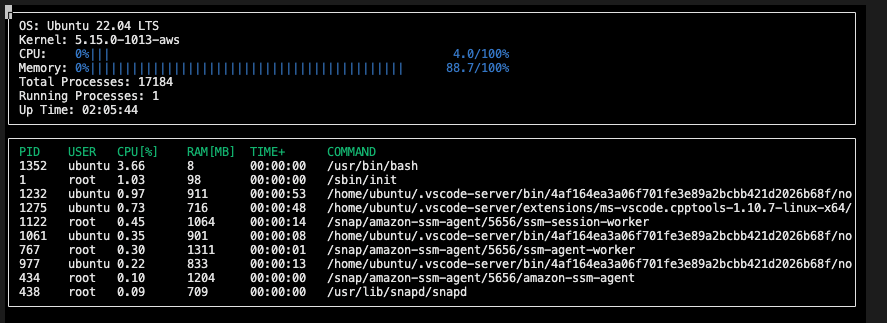 OS: Ubuntu 22.04 LTS
Kernel: 5.15.0-1013-aws
CPU: 0%||| 4.0/100%
Memory: 0%||||||||||||||||||||||||||||||||||||||||||||| 88.7/100%
Total Processes: 17184
Running Processes: 1
Up Time: 02:05:44
PID USER CPU[%] RAM[MB] TIME+ COMMAND
1352 ubuntu 3.66 8 00:00:00 /usr/bin/bash
1 root 1.03 98 00:00:00 /sbin/init
1232 ubuntu 0.97 911 00:00:53 /home/ubuntu/.vscode-server/bin/4af164ea3a06f701fe3e89a2bcbb421d2026b68f/no
1275 ubuntu 0.73 716 00:00:48 /home/ubuntu/.vscode-server/extensions/ms-vscode.cpptools-1.10.7-linux-x64/
1122 root 0.45 1064 00:00:14 /snap/amazon-ssm-agent/5656/ssm-session-worker
1061 ubuntu 0.35 901 00:00:08 /home/ubuntu/.vscode-server/bin/4af164ea3a06f701fe3e89a2bcbb421d2026b68f/no
767 root 0.30 1311 00:00:01 /snap/amazon-ssm-agent/5656/ssm-agent-worker
977 ubuntu 0.22 833 00:00:13 /home/ubuntu/.vscode-server/bin/4af164ea3a06f701fe3e89a2bcbb421d2026b68f/no
434 root 0.10 1204 00:00:00 /snap/amazon-ssm-agent/5656/amazon-ssm-agent
438 root 0.09 709 00:00:00 /usr/lib/snapd/snapd